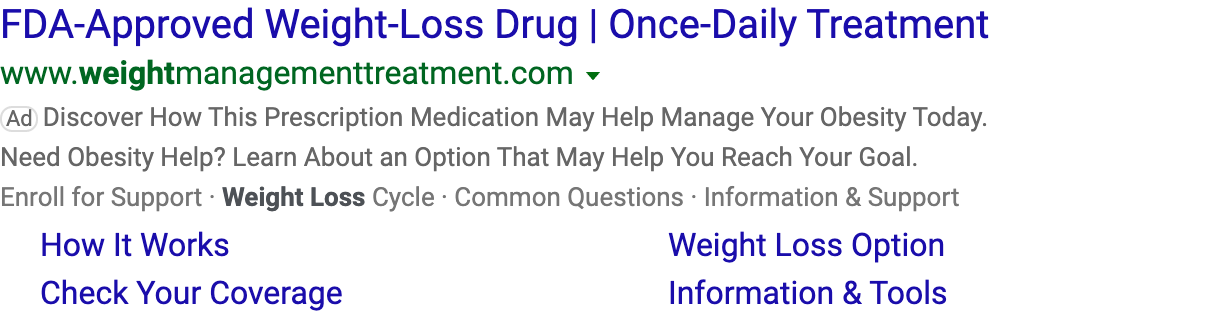 FDA-Approved Weight-Loss Drug | Once-Daily Treatment
www.weightmanagementtreatment.com
Ad Discover How This Prescription Medication May Help Manage Your Obesity Today.
Need Obesity Help? Learn About an Option That May Help You Reach Your Goal.
Enroll for Support · Weight Loss Cycle · Common Questions · Information & Support
How It Works Weight Loss Option
Check Your Coverage Information & Tools